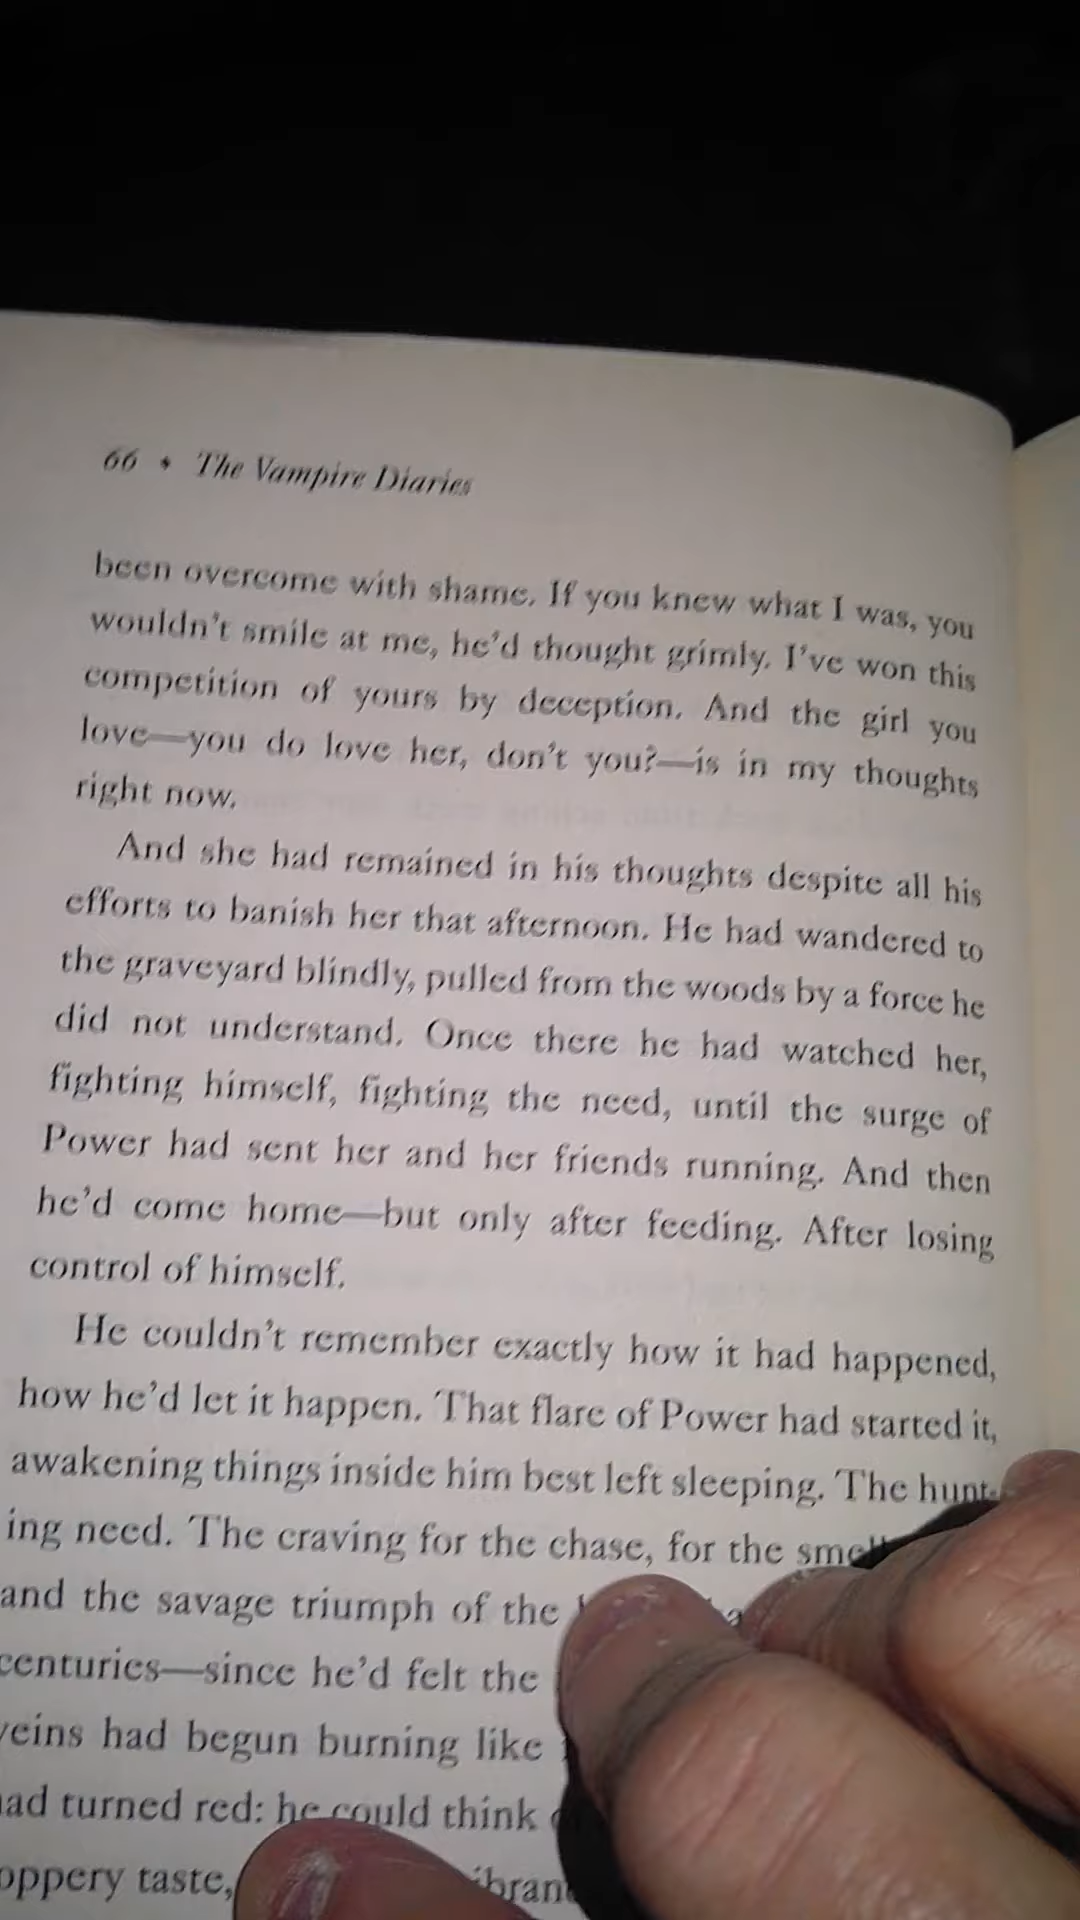 66 • The Vampire Diaries
been overcome with shame. If you knew what I was, you
wouldn't smile at me, he'd thought grimly. I've won this
competition of yours by deception. And the girl you
love—you do love her, don't you?—is in my thoughts
right now.
And she had remained in his thoughts despite all his
efforts to banish her that afternoon. He had wandered to
the graveyard blindly, pulled from the woods by a force he
did not understand. Once there he had watched her,
fighting himself, fighting the need, until the surge of
Power had sent her and her friends running. And then
he'd come home—but only after feeding. After losing
control of himself.
He couldn't remember exactly how it had happened,
how he'd let it happen. That flare of Power had started it,
awakening things inside him best left sleeping. The hunt-
ing need. The craving for the chase, for the smell
and the savage triumph of the
centuries—since he'd felt the
veins had begun burning like
had turned red: he could think
taste,